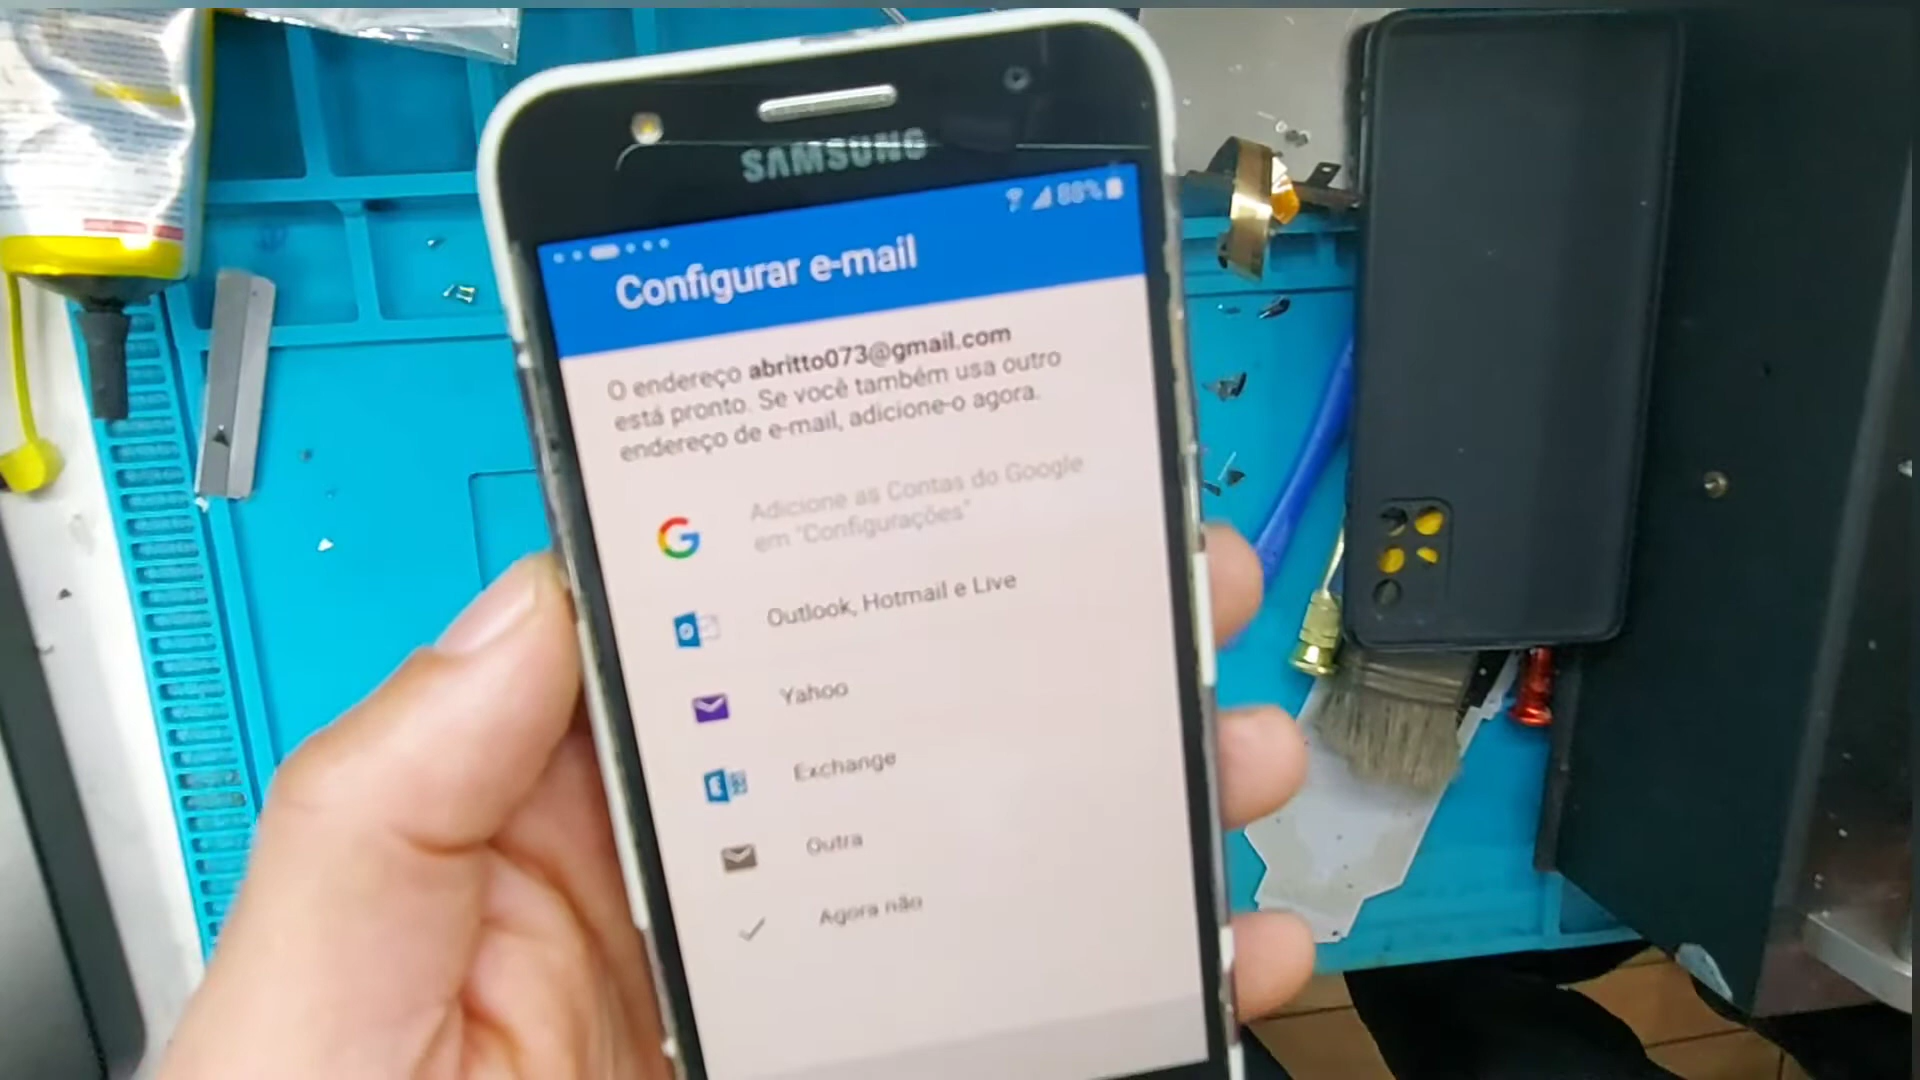 SAMSUNG
88%
Configurar e-mail
O endereço abritto073@gmail.com
está pronto. Se você também usa outro
endereço de e-mail, adicione-o agora.
Adicione as Contas do Google
em "Configurações"
Outlook, Hotmail e Live
Yahoo
Exchange
Outra
Agora não